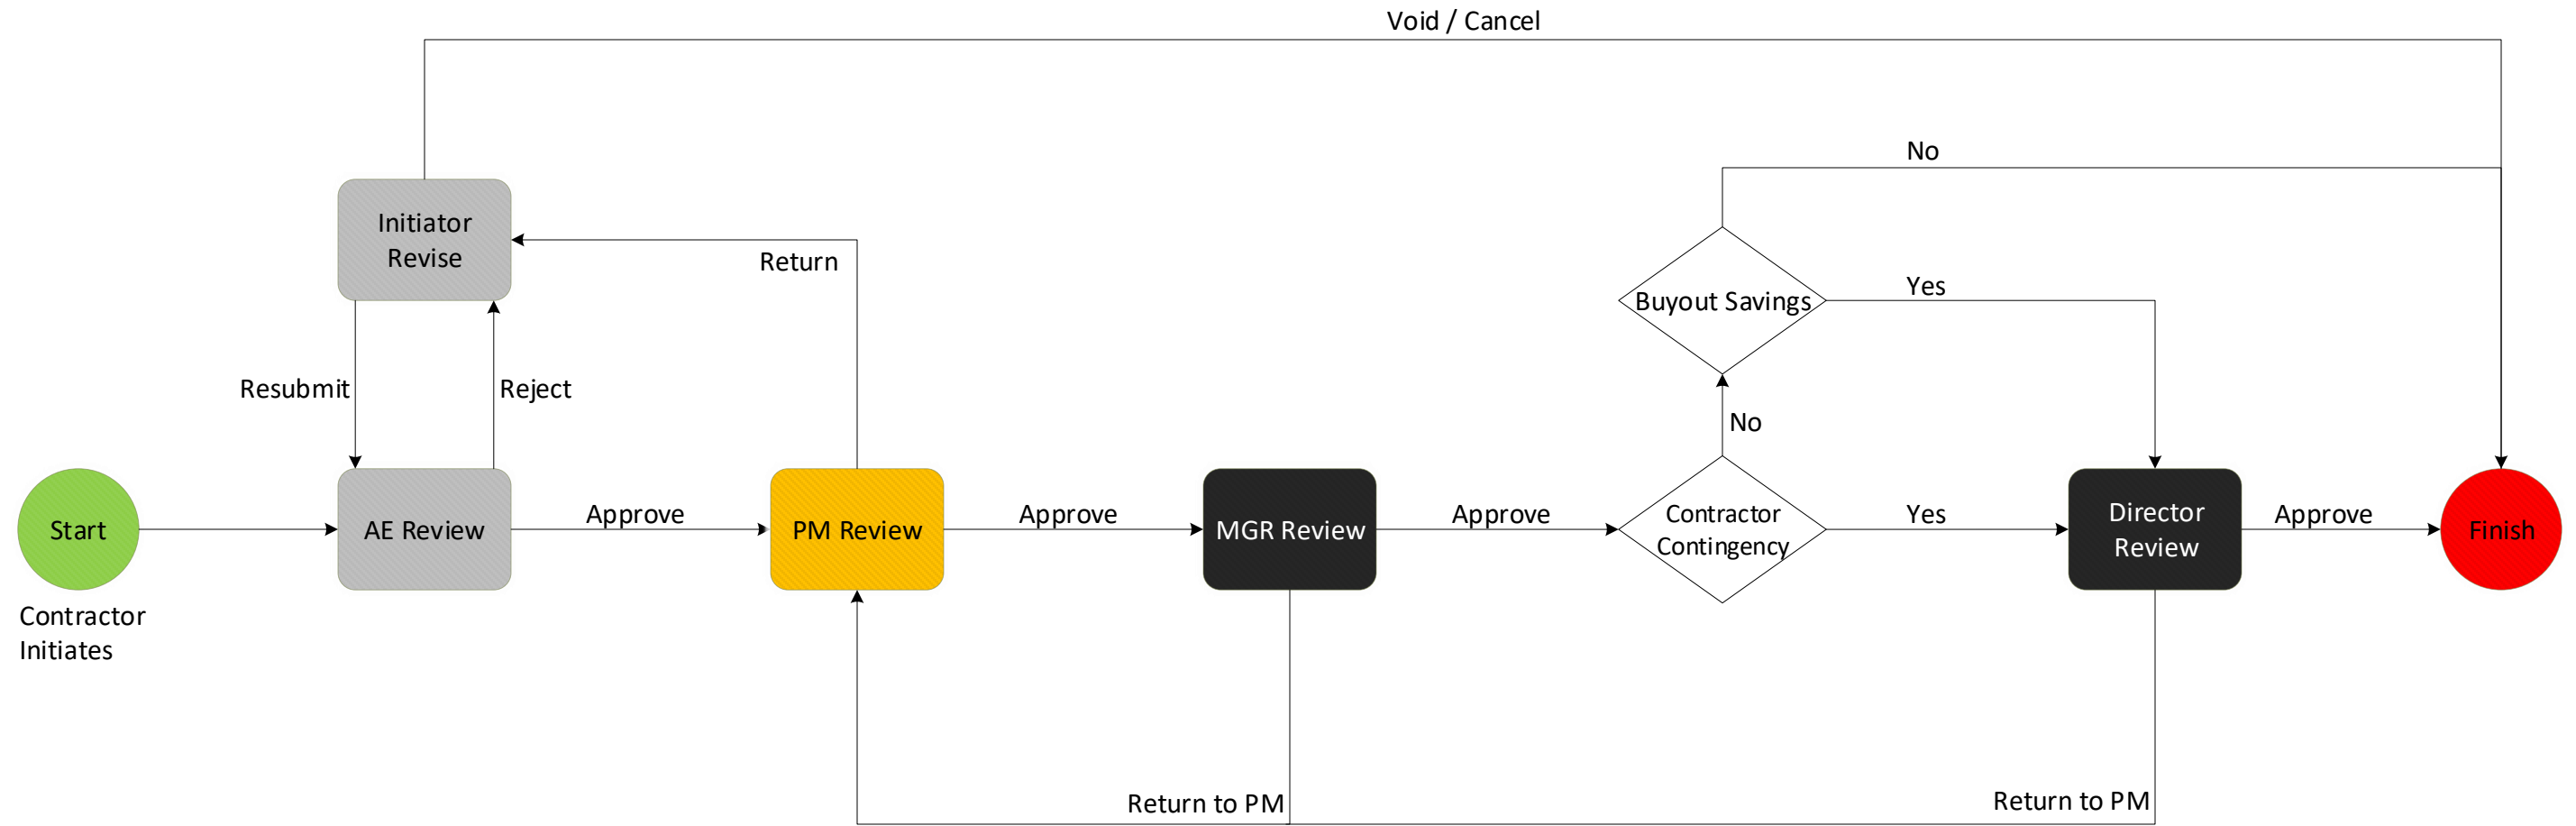 Void / Cancel
No
Initiator
Revise
Return
Buyout Savings
Yes
Resubmit
Reject
No
Start
AE Review
Approve
PM Review
Approve
MGR Review
Approve
Contractor
Contingency
Yes
Director
Review
Approve
Finish
Contractor
Initiates
Return to PM
Return to PM